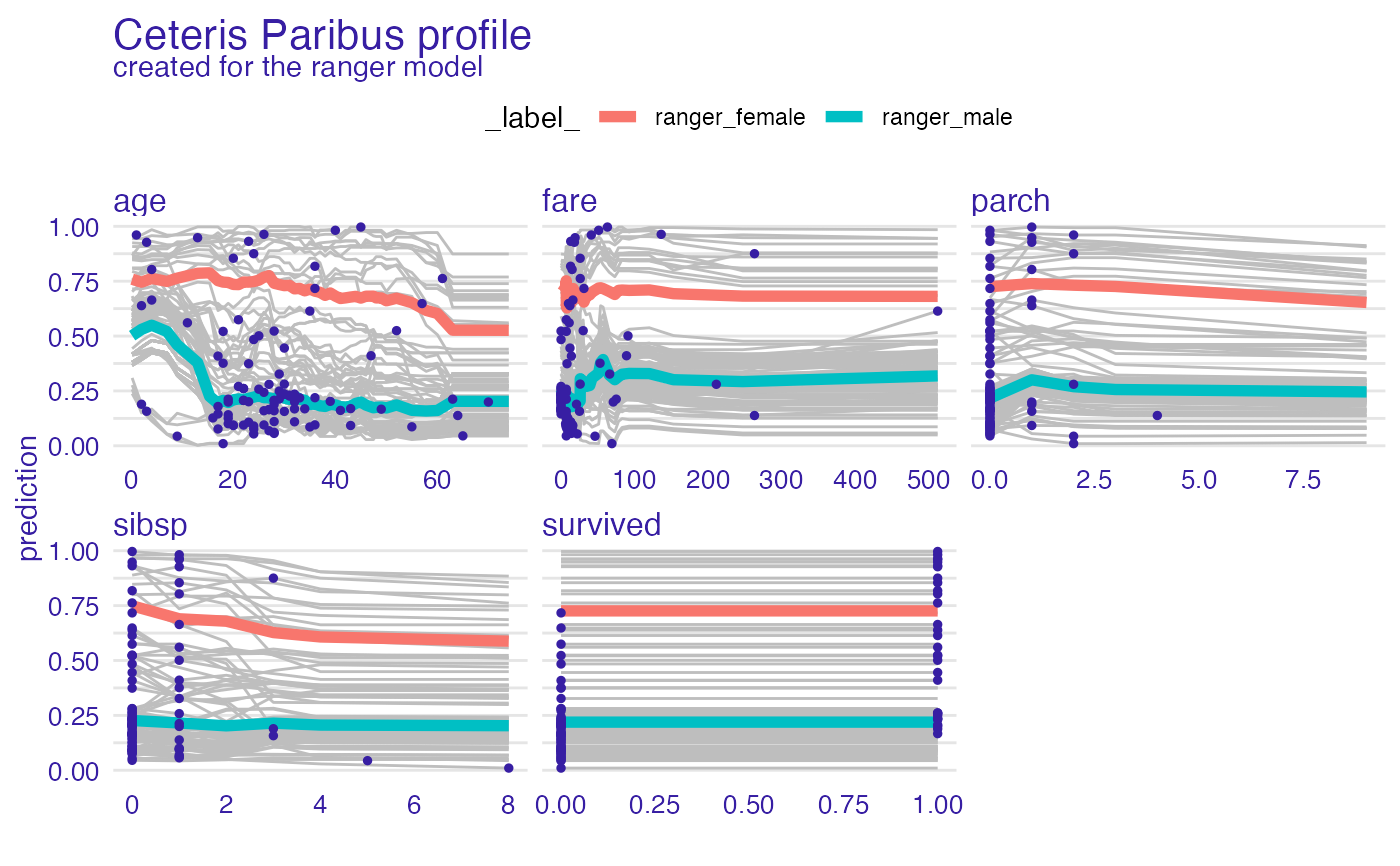 Ceteris Paribus profile
created for the ranger model
_label_ ranger_female ranger_male
age fare parch
1.00
0.75
0.50
0.25
0.00
0 20 40 60 0 100 200 300 400 500 0.0 2.5 5.0 7.5
prediction
sibsp survived
1.00
0.75
0.50
0.25
0.00
0 2 4 6 8 0.00 0.25 0.50 0.75 1.00